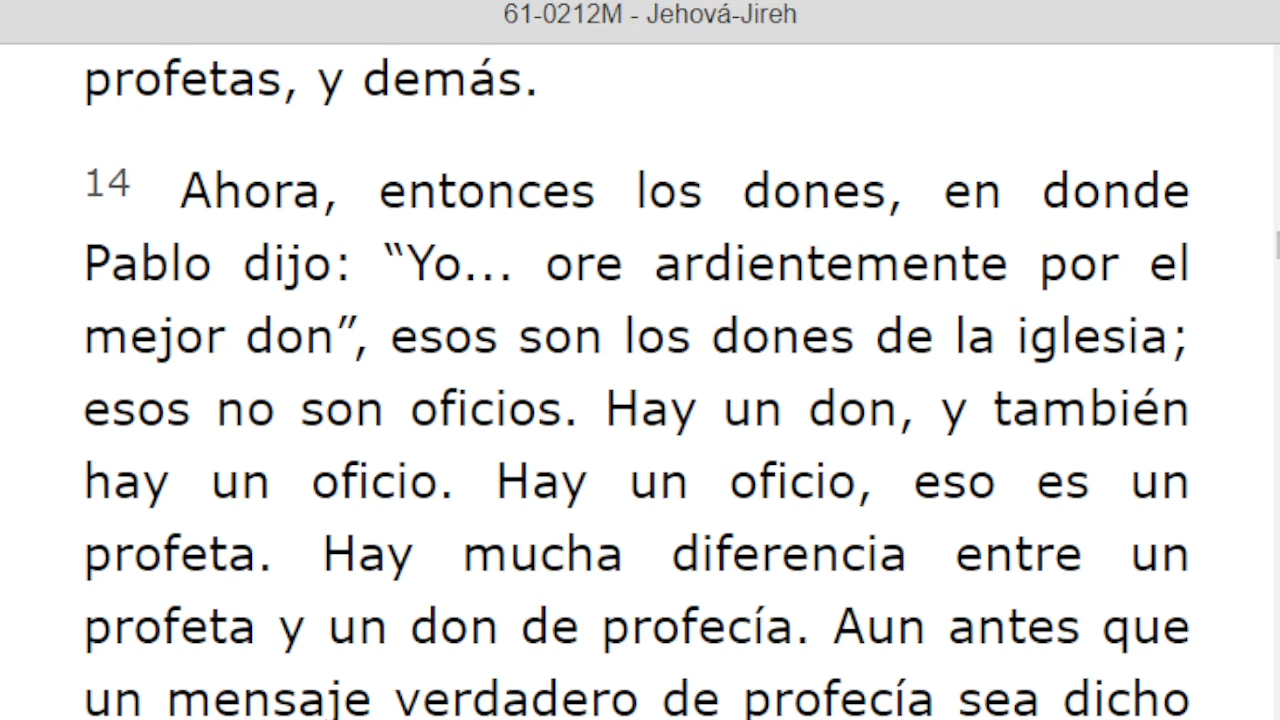 61-0212M - Jehová-Jireh
profetas, y demás.
14 Ahora, entonces los dones, en donde
Pablo dijo: “Yo... ore ardientemente por el
mejor don”, esos son los dones de la iglesia;
esos no son oficios. Hay un don, y también
hay un oficio. Hay un oficio, eso es un
profeta. Hay mucha diferencia entre un
profeta y un don de profecía. Aun antes que
un mensaje verdadero de profecía sea dicho